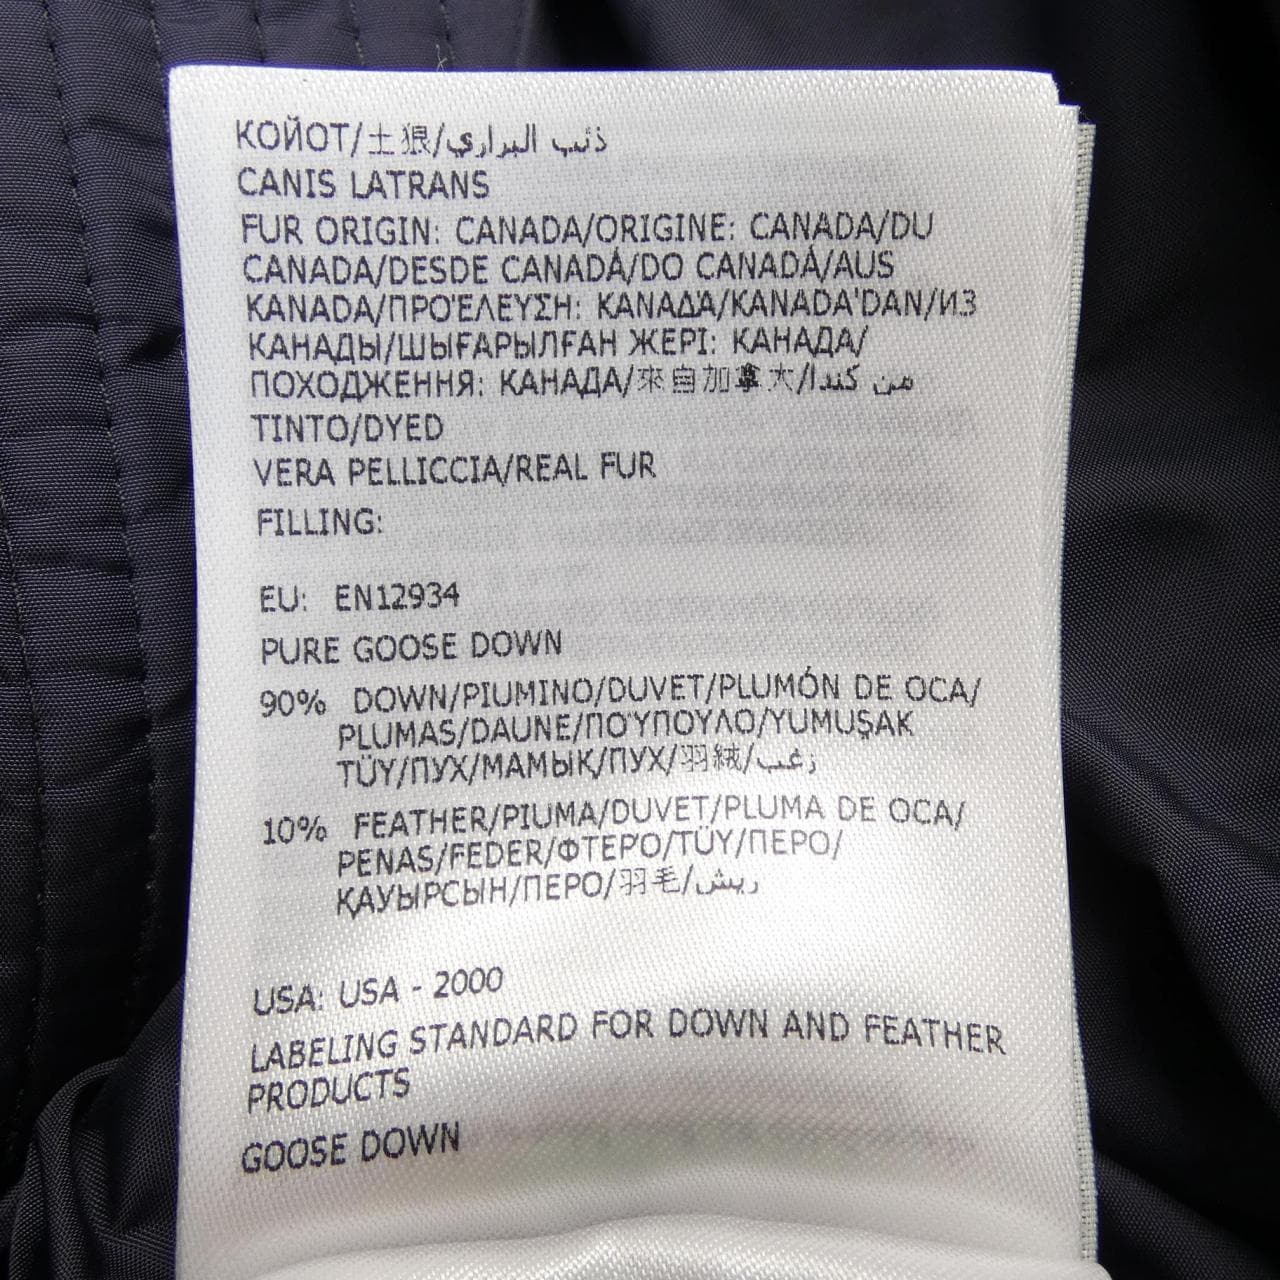 КОЙОТ/土狼/ذئب البراري
CANIS LATRANS
FUR ORIGIN: CANADA/ORIGINE: CANADA/DU
CANADA/DESDE CANADÁ/DO CANADÁ/AUS
KANADA/ΠΡΟΈΛΕΥΣΗ: ΚΑΝΑΔΆ/KANADA'DAN/ИЗ
КАНАДЫ/ШЫҒАРЫЛҒАН ЖЕРІ: КАНАДА/
ПОХОДЖЕННЯ: КАНАДА/來自加拿大/من كندا
TINTO/DYED
VERA PELLICCIA/REAL FUR
FILLING:
EU: EN12934
PURE GOOSE DOWN
90% DOWN/PIUMINO/DUVET/PLUMÓN DE OCA/
PLUMAS/DAUNE/ΠΟΎΠΟΥΛΟ/YUMUŞAK
TÜY/ПУХ/МАМЫҚ/ПУХ/羽絨/زغب
10% FEATHER/PIUMA/DUVET/PLUMA DE OCA/
PENAS/FEDER/ΦΤΕΡΌ/TÜY/ПЕРО/
ҚАУЫРСЫН/ПЕРО/羽毛/ريش
USA: USA - 2000
LABELING STANDARD FOR DOWN AND FEATHER
PRODUCTS
GOOSE DOWN